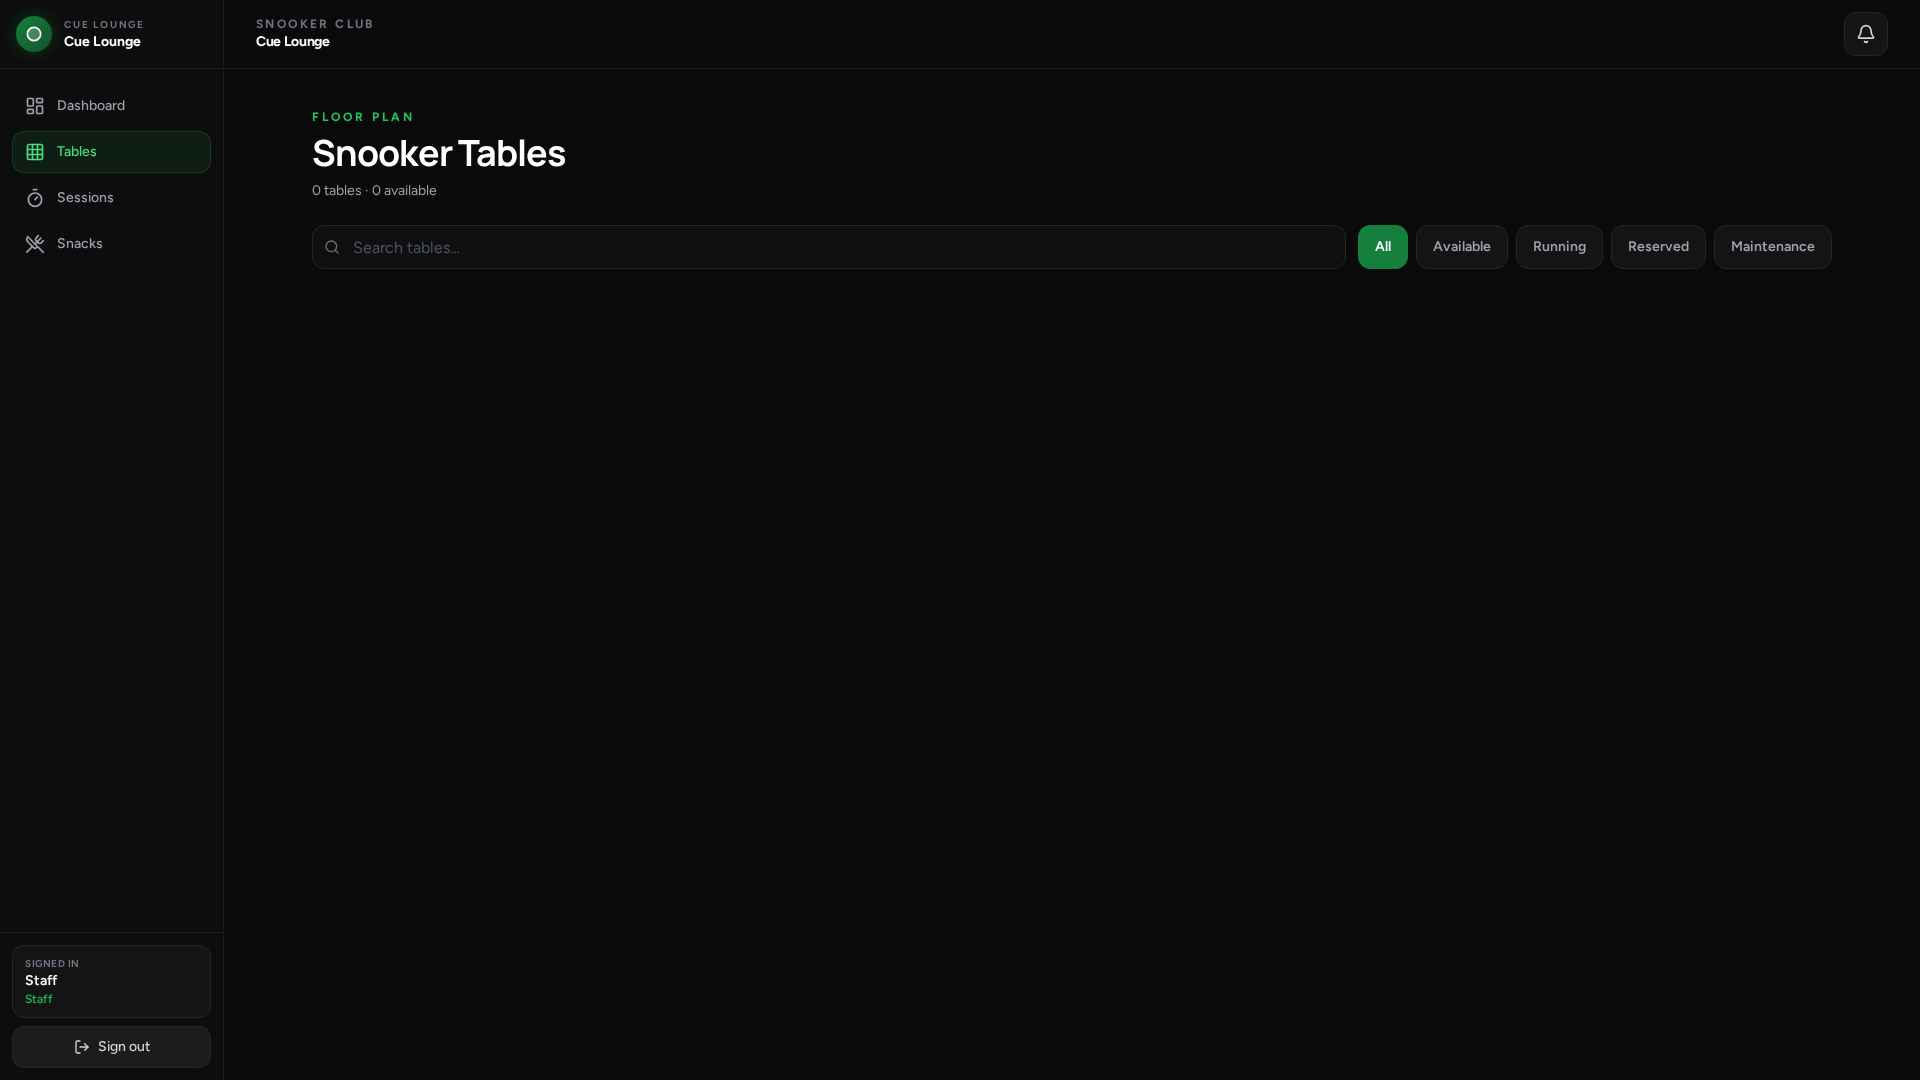 CUE LOUNGE
Cue Lounge
SNOOKER CLUB
Cue Lounge
Dashboard
Tables
Sessions
Snacks
FLOOR PLAN
Snooker Tables
0 tables · 0 available
Search tables...
All
Available
Running
Reserved
Maintenance
SIGNED IN
Staff
Staff
Sign out